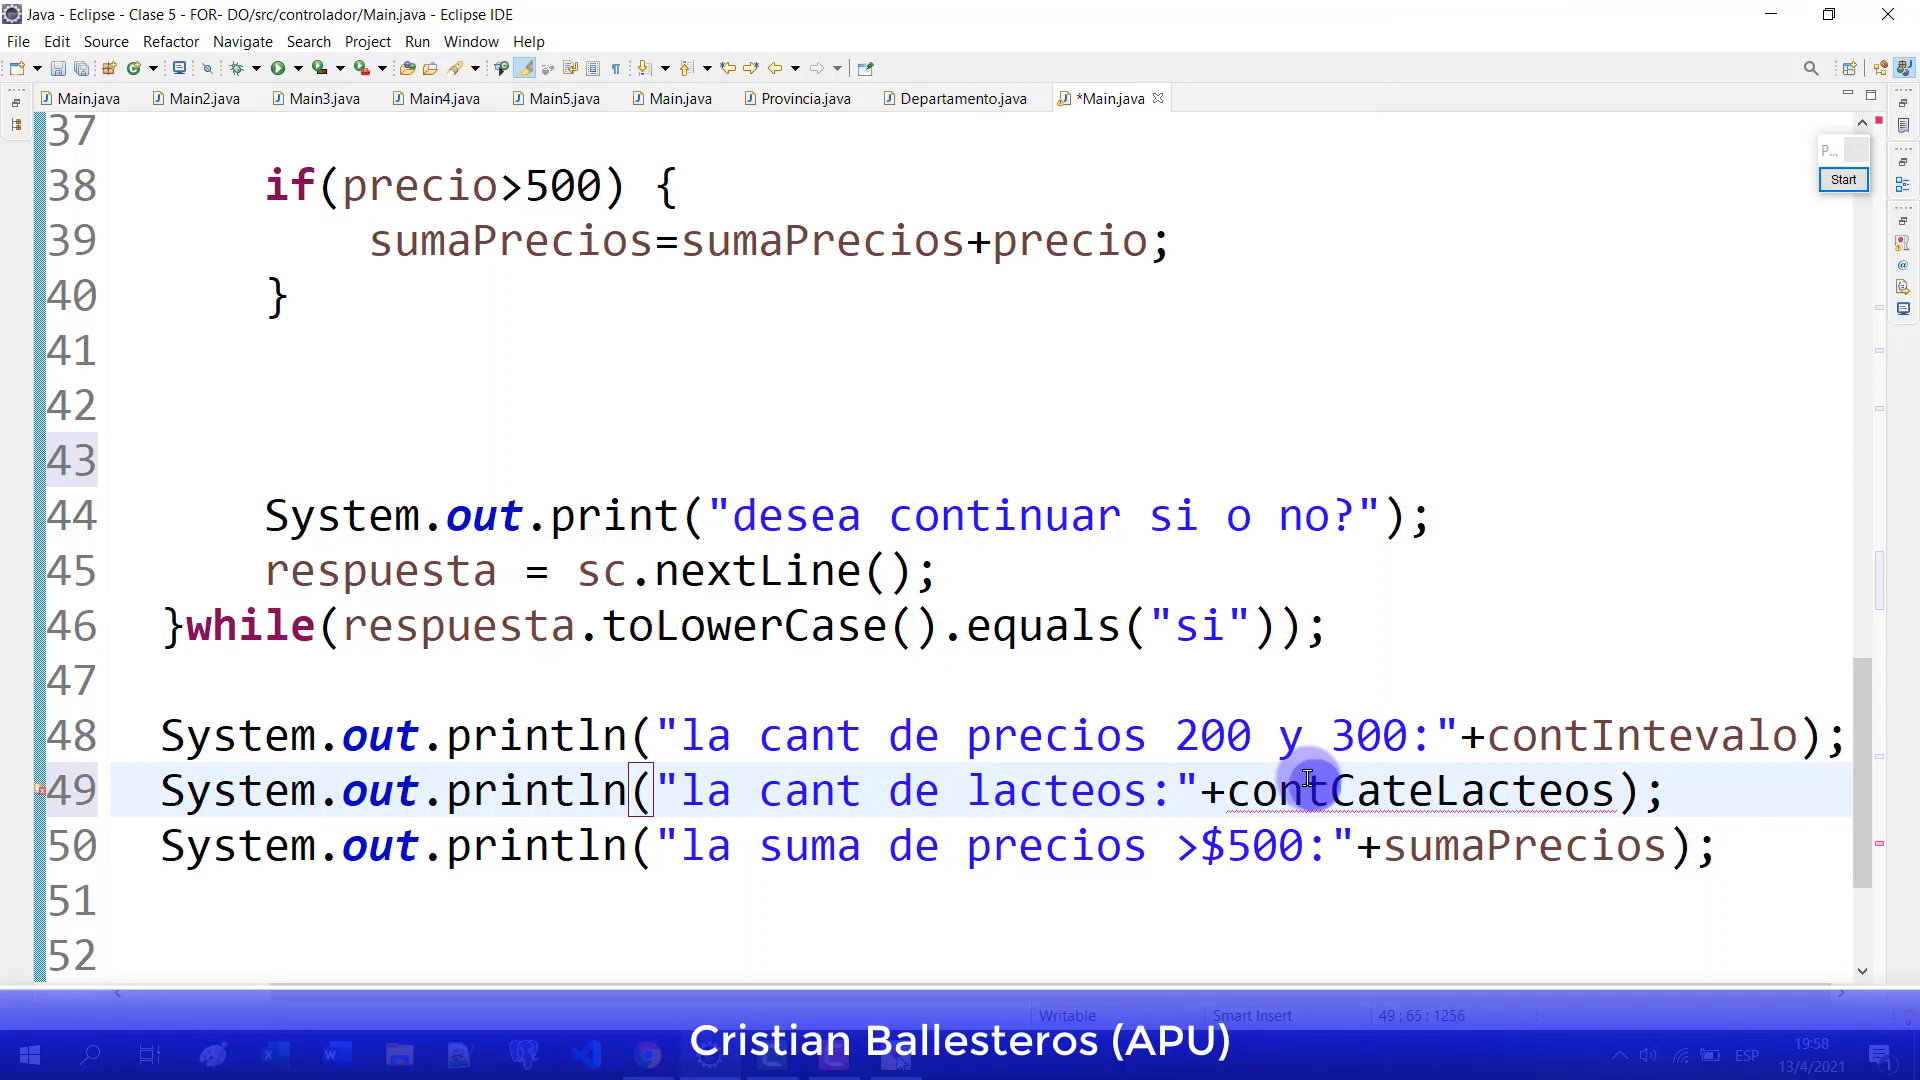 Java - Eclipse - Clase 5 - FOR- DO/src/controlador/Main.java - Eclipse IDE
File Edit Source Refactor Navigate Search Project Run Window Help
Main.java Main2.java Main3.java Main4.java Main5.java Main.java Provincia.java Departamento.java *Main.java
P...
Start
37
38 if(precio>500) {
39 sumaPrecios=sumaPrecios+precio;
40 }
41
42
43
44 System.out.print("desea continuar si o no?");
45 respuesta = sc.nextLine();
46 }while(respuesta.toLowerCase().equals("si"));
47
48 System.out.println("la cant de precios 200 y 300:"+contIntevalo);
49 System.out.println("la cant de lacteos:"+contCateLacteos);
50 System.out.println("la suma de precios >$500:"+sumaPrecios);
51
52
Writable Smart Insert 49 : 65 : 1256
Cristian Ballesteros (APU)
ESP
19:58
13/4/2021